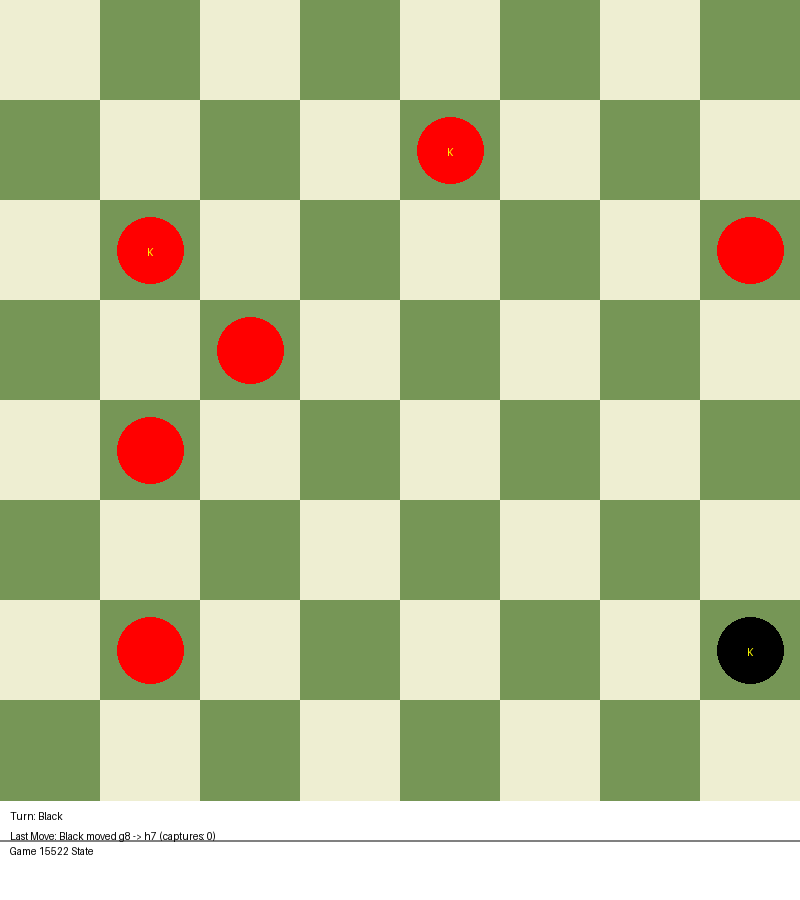 K
K
K
Turn: Black
Last Move: Black moved g8 -> h7 (captures: 0)
Game 15522 State